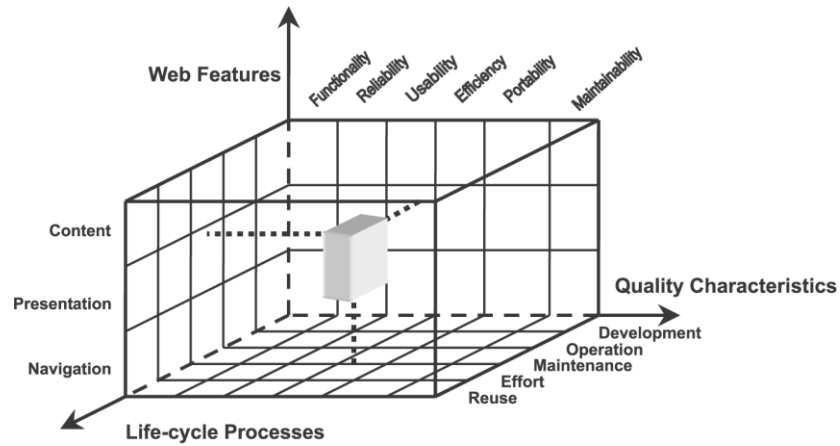 Web Features
Functionality
Reliability
Usability
Efficiency
Portability
Maintainability
Content
Presentation
Navigation
Quality Characteristics
Development
Operation
Maintenance
Effort
Reuse
Life-cycle Processes